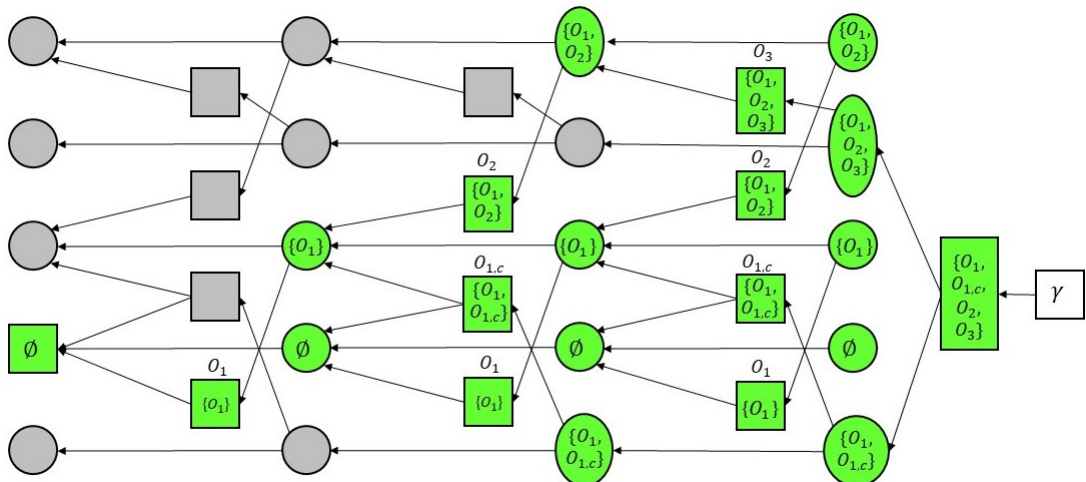 {O₁,
O₂}
{O₁,
O₂}
O₃
{O₁,
O₂,
O₃}
{O₁,
O₂,
O₃}
O₂
{O₁,
O₂}
O₂
{O₁,
O₂}
{O₁}
{O₁}
{O₁}
O₁,c
{O₁,
O₁,c}
O₁,c
{O₁,
O₁,c}
{O₁,
O₁,c,
O₂,
O₃}
γ
∅
∅
∅
∅
O₁
{O₁}
O₁
{O₁}
O₁
{O₁}
{O₁,
O₁,c}
{O₁,
O₁,c}